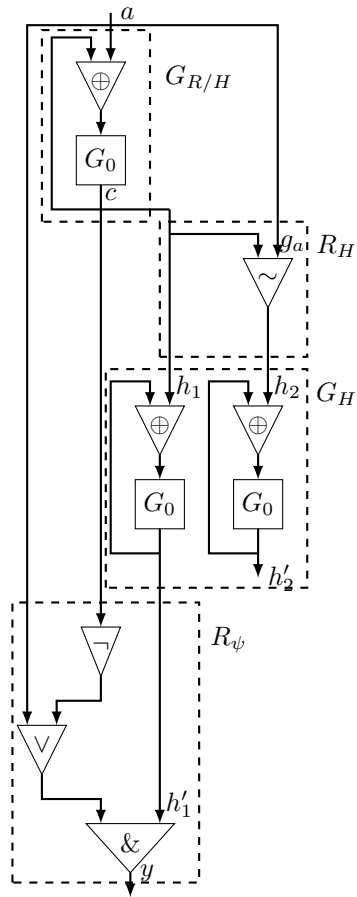 a
⊕ G_{R/H}
G_0
c
g_a R_H
~
h_1 h_2 G_H
⊕ ⊕
G_0 G_0
h'_2
¬ R_ψ
∨
h'_1
&
y